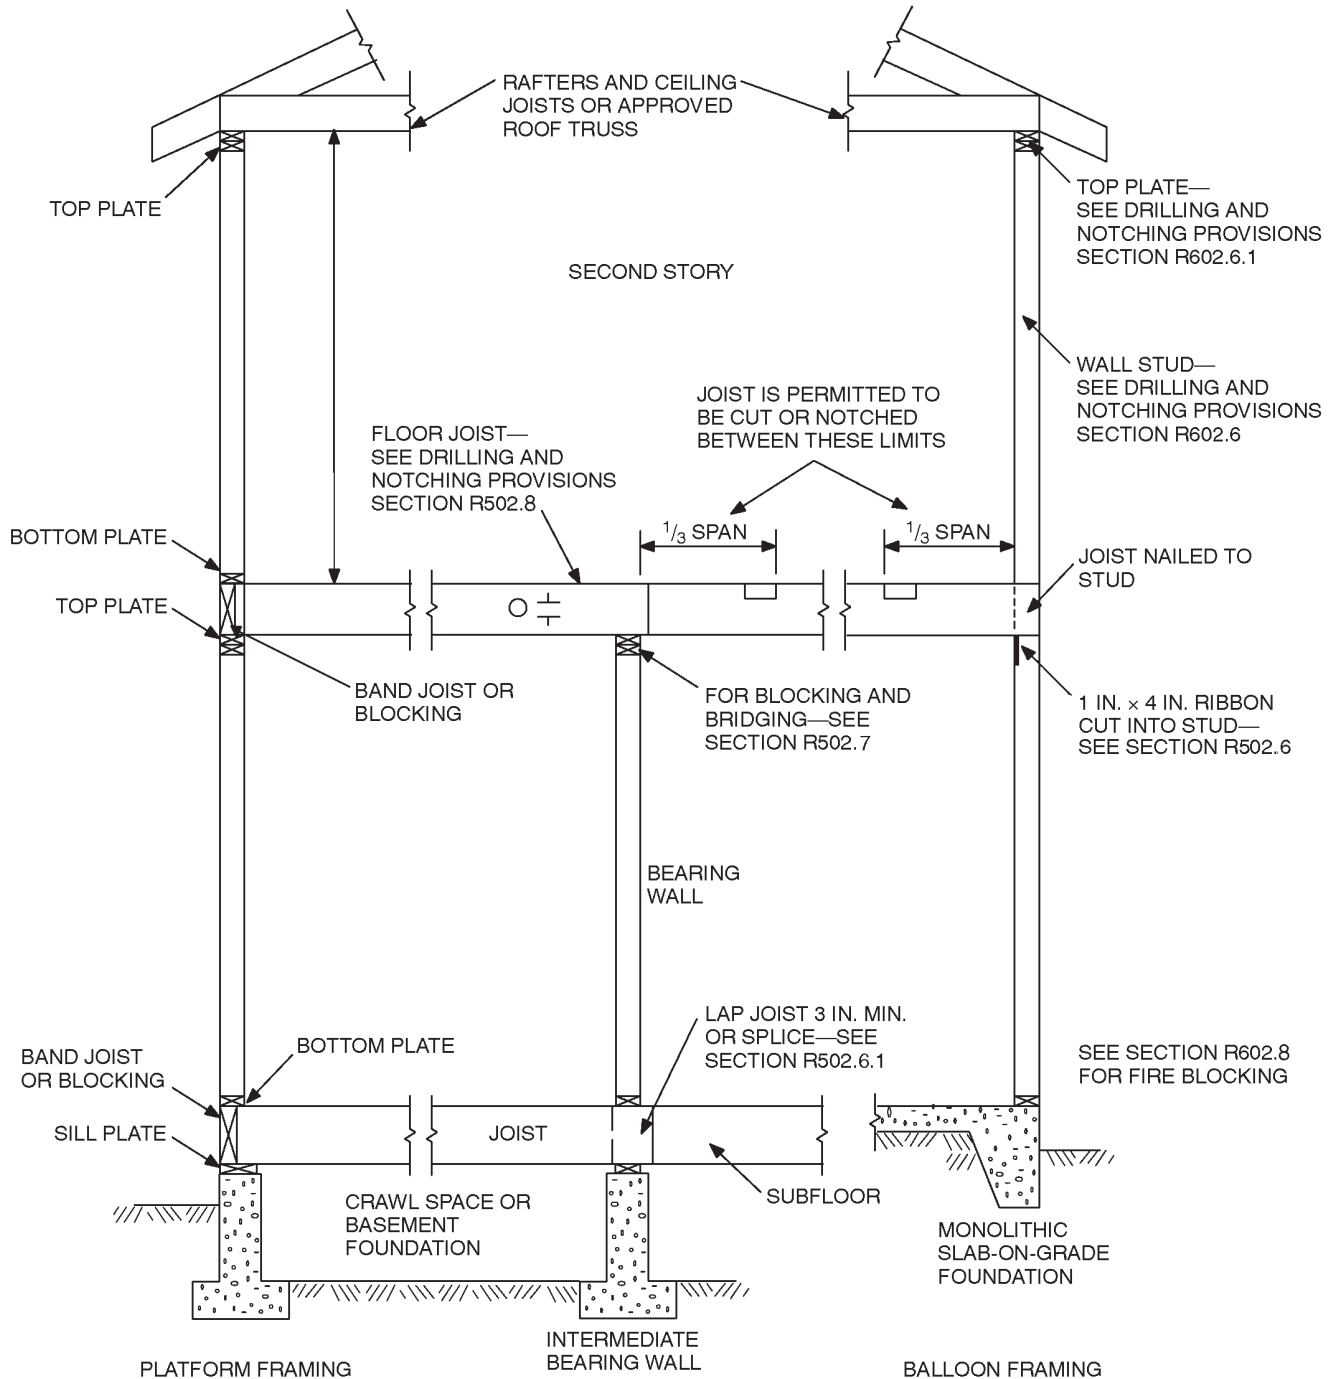 RAFTERS AND CEILING
JOISTS OR APPROVED
ROOF TRUSS
TOP PLATE
TOP PLATE—
SEE DRILLING AND
NOTCHING PROVISIONS
SECTION R602.6.1
SECOND STORY
WALL STUD—
SEE DRILLING AND
NOTCHING PROVISIONS
SECTION R602.6
JOIST IS PERMITTED TO
BE CUT OR NOTCHED
BETWEEN THESE LIMITS
FLOOR JOIST—
SEE DRILLING AND
NOTCHING PROVISIONS
SECTION R502.8
BOTTOM PLATE
1/3 SPAN
1/3 SPAN
JOIST NAILED TO
STUD
TOP PLATE
BAND JOIST OR
BLOCKING
FOR BLOCKING AND
BRIDGING—SEE
SECTION R502.7
1 IN. × 4 IN. RIBBON
CUT INTO STUD—
SEE SECTION R502.6
BEARING
WALL
LAP JOIST 3 IN. MIN.
OR SPLICE—SEE
SECTION R502.6.1
BAND JOIST
OR BLOCKING
BOTTOM PLATE
SEE SECTION R602.8
FOR FIRE BLOCKING
SILL PLATE
JOIST
SUBFLOOR
CRAWL SPACE OR
BASEMENT
FOUNDATION
MONOLITHIC
SLAB-ON-GRADE
FOUNDATION
INTERMEDIATE
BEARING WALL
PLATFORM FRAMING
BALLOON FRAMING